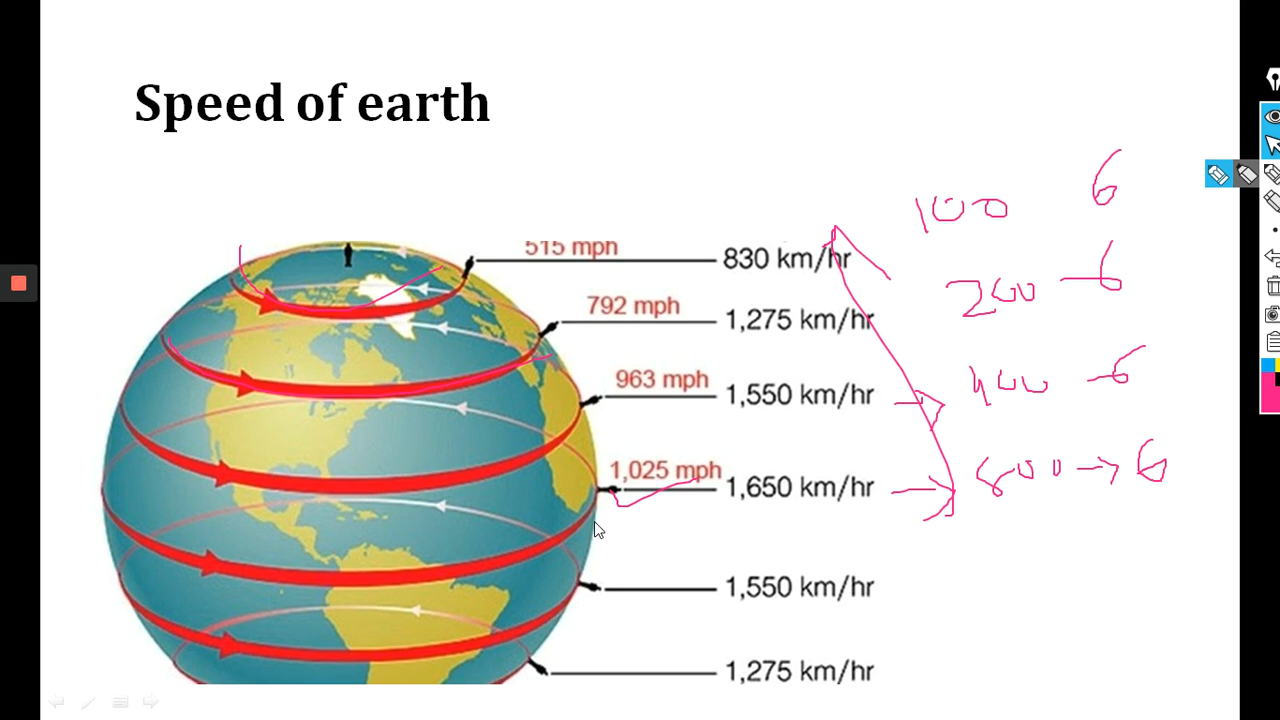 Speed of earth
100 6
515 mph 830 km/hr
200 — 6
792 mph 1,275 km/hr
963 mph 1,550 km/hr
400 – 6
1,025 mph 1,650 km/hr
800 → 6
1,550 km/hr
1,275 km/hr